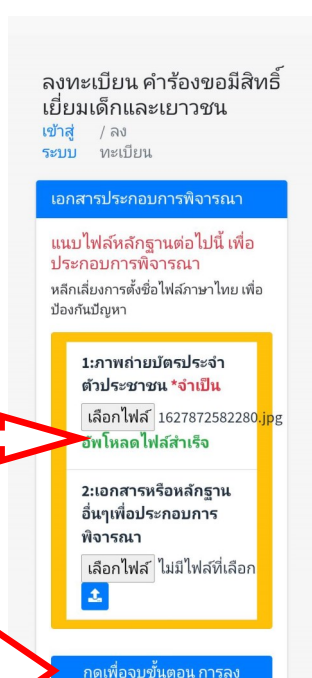 ลงทะเบียน คำร้องขอมีสิทธิ์
เยี่ยมเด็กและเยาวชน
เข้าสู่ / ลง
ระบบ ทะเบียน
เอกสารประกอบการพิจารณา
แนบไฟล์หลักฐานต่อไปนี้ เพื่อ
ประกอบการพิจารณา
หลีกเลี่ยงการตั้งชื่อไฟล์ภาษาไทย เพื่อ
ป้องกันปัญหา
1:ภาพถ่ายบัตรประจำ
ตัวประชาชน *จำเป็น
เลือกไฟล์ 1627872582280.jpg
อัพโหลดไฟล์สำเร็จ
2:เอกสารหรือหลักฐาน
อื่นๆเพื่อประกอบการ
พิจารณา
เลือกไฟล์ ไม่มีไฟล์ที่เลือก
กดเพื่อจบขั้นตอน การลง